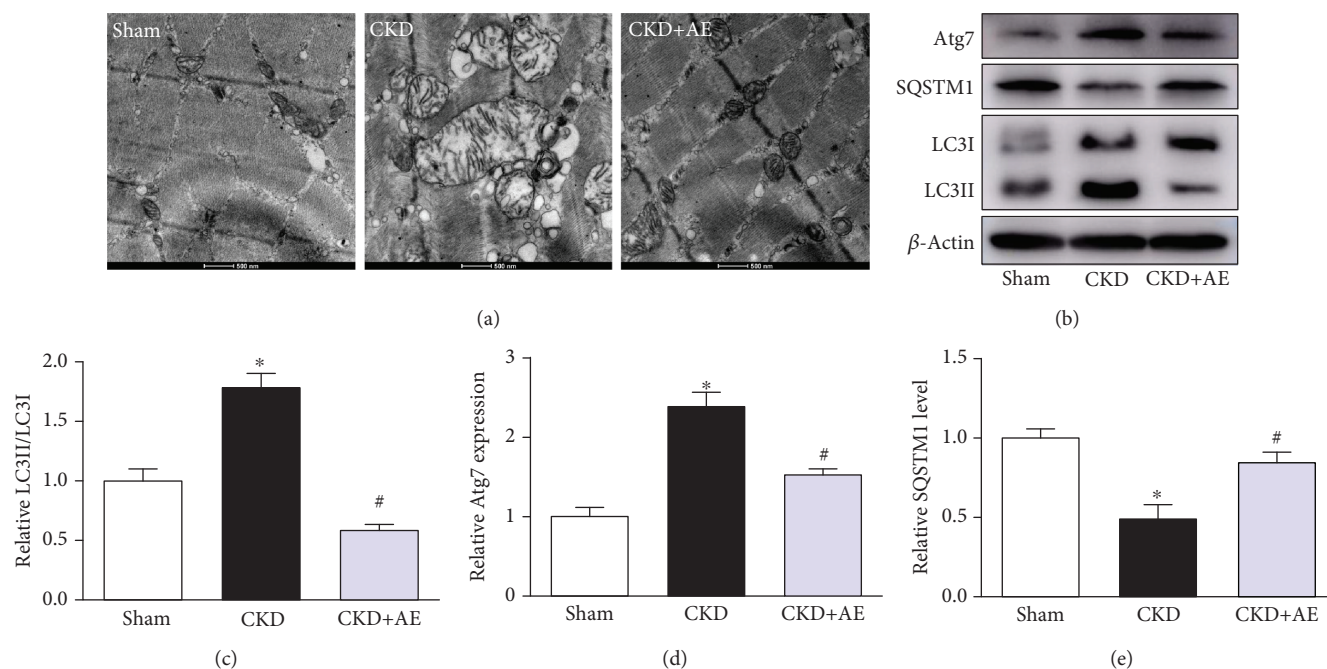 Sham
CKD
CKD+AE
500 nm
500 nm
500 nm
(a)
Atg7
SQSTM1
LC3I
LC3II
β-Actin
Sham
CKD
CKD+AE
(b)
Relative LC3II/LC3I
2.0
1.5
1.0
0.5
0.0
*
#
Sham
CKD
CKD+AE
(c)
Relative Atg7 expression
3
2
1
0
*
#
Sham
CKD
CKD+AE
(d)
Relative SQSTM1 level
1.5
1.0
0.5
0.0
*
#
Sham
CKD
CKD+AE
(e)